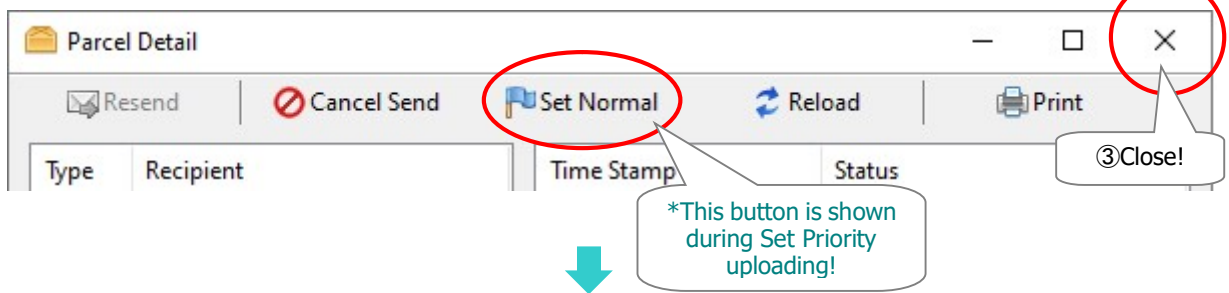 Parcel Detail
Resend Cancel Send Set Normal Reload Print
Type Recipient Time Stamp Status
③Close!
*This button is shown
during Set Priority
uploading!